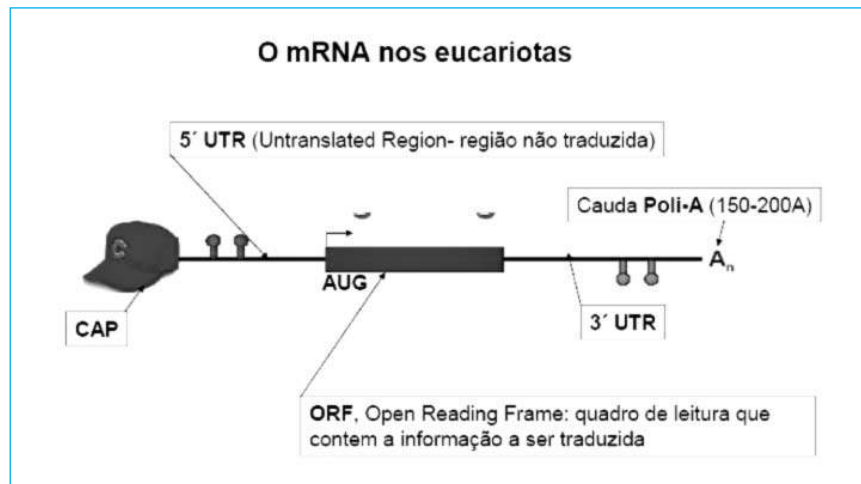 O mRNA nos eucariotas
5´ UTR (Untranslated Region- região não traduzida)
Cauda Poli-A (150-200A)
C
An
AUG
CAP
3´ UTR
ORF, Open Reading Frame: quadro de leitura que
contem a informação a ser traduzida